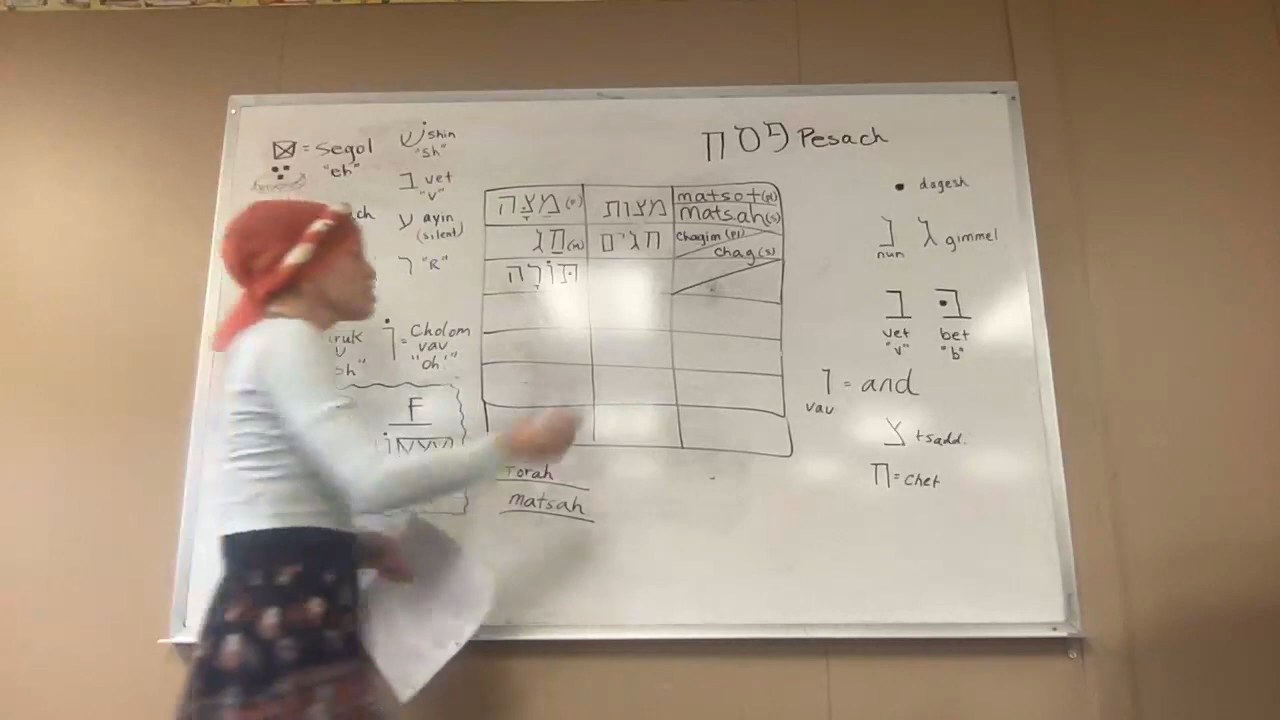 פסח Pesach
= Segol
"eh"
שׁ shin
"sh"
ב vet
"v"
ע ayin
(silent)
ר "R"
וֹ = Cholom
vav
"oh!"
F
מַצָּה (f) מצות matsot (pl)
matsah (s)
חַג (m) חגים chagim (pl)
chag (s)
תּוֹרָה
Torah
matsah
• dagesh
נ ג gimmel
nun
ב בּ
vet bet
"v" "b"
ו = and
vav
צ tsadd.
ח = chet